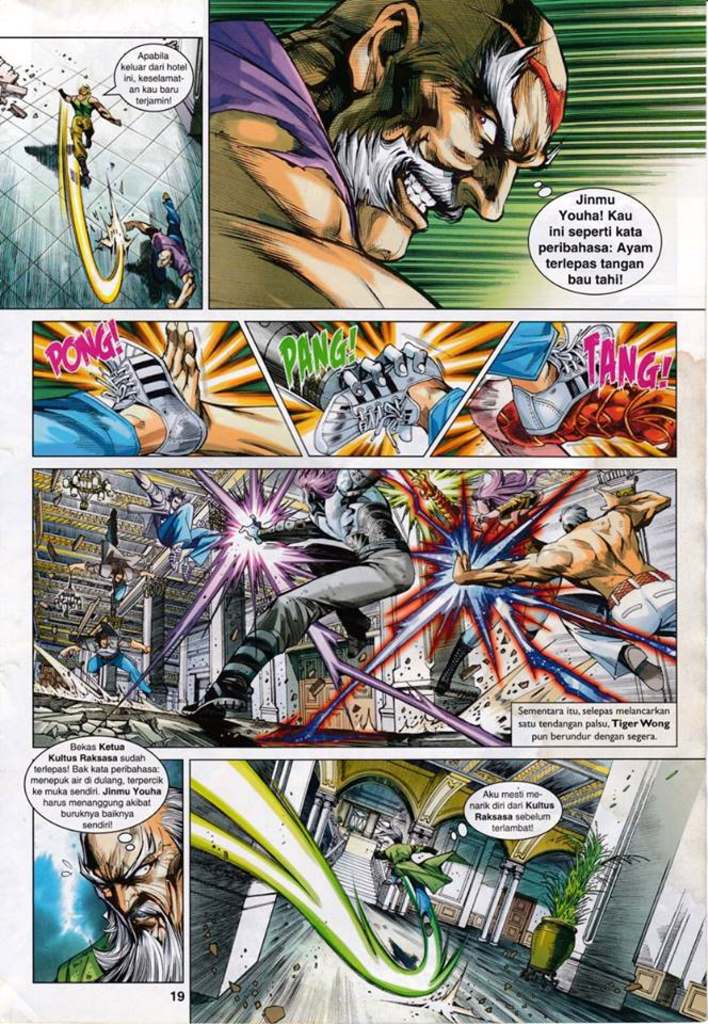 Apabila
keluar dari hotel
ini, keselamat-
an kau baru
terjamin!
Jinmu
Youha! Kau
ini seperti kata
peribahasa: Ayam
terlepas tangan
bau tahi!
PONG!
PANG!
TANG!
Sementara itu, selepas melancarkan
satu tendangan palsu, Tiger Wong
pun berundur dengan segera.
Bekas Ketua
Kultus Raksasa sudah
terlepas! Bak kata peribahasa:
menepuk air di dulang, terpercik
ke muka sendiri. Jinmu Youha
harus menanggung akibat
buruknya
sendiri!
Aku mesti me-
narik diri dari Kultus
Raksasa sebelum
terlambat!
19